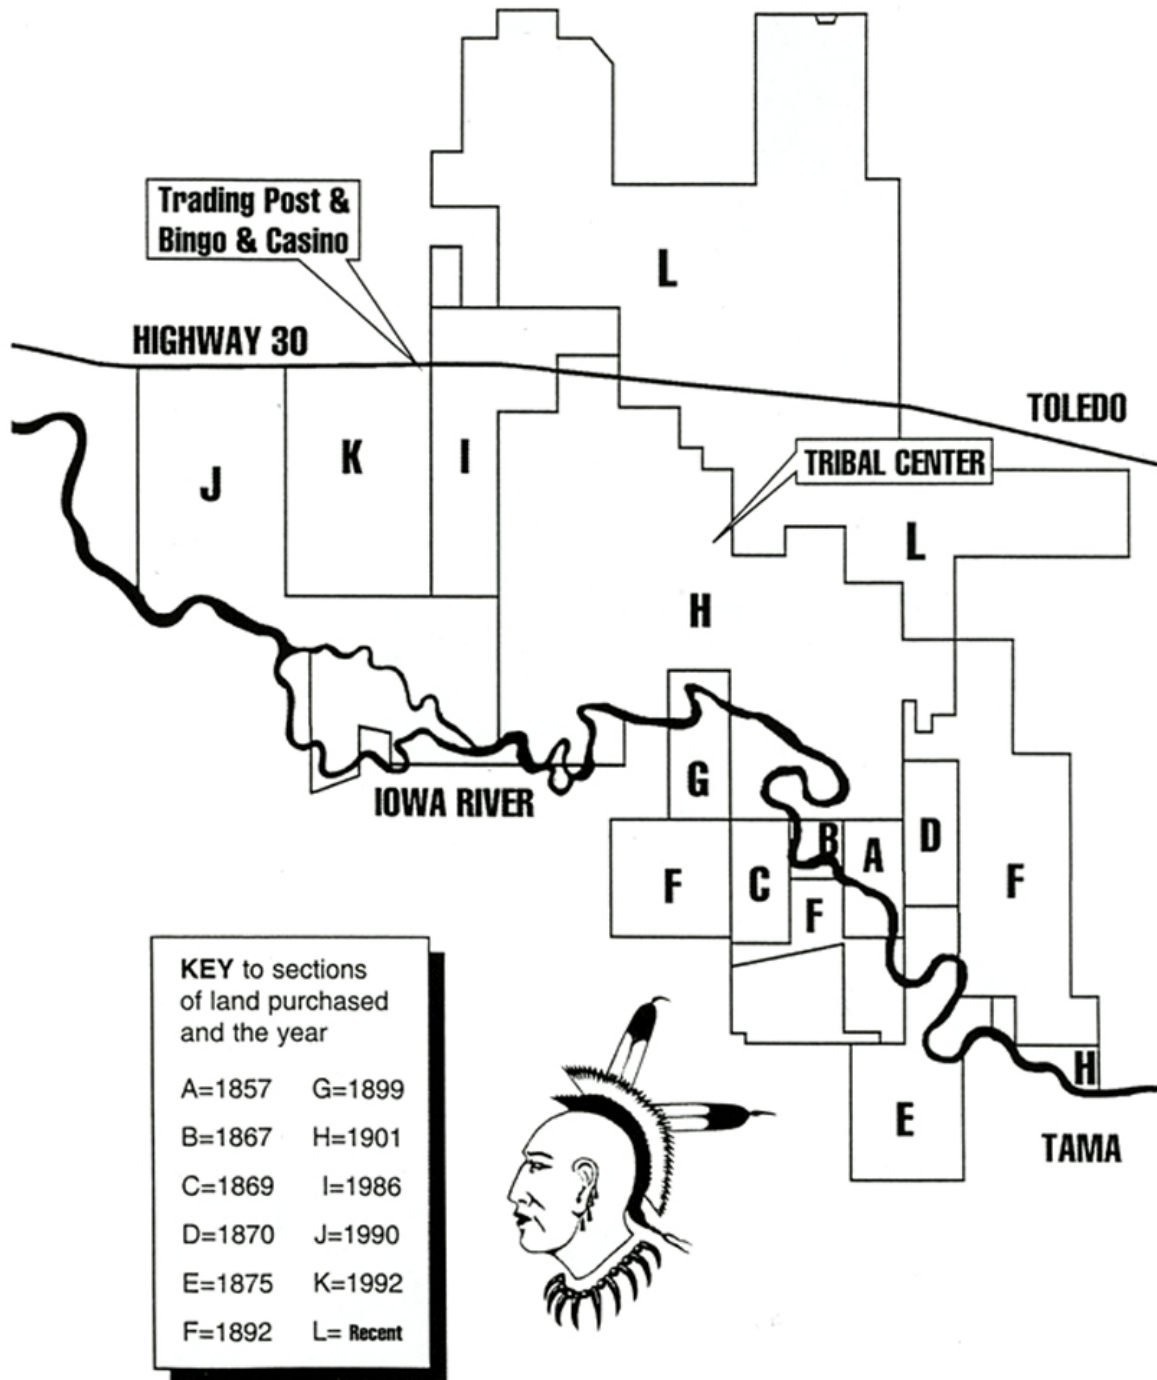 Trading Post &
Bingo & Casino
L
HIGHWAY 30
TOLEDO
J
K
I
TRIBAL CENTER
L
H
G
IOWA RIVER
B
A
D
F
C
F
F
H
E
TAMA
KEY to sections
of land purchased
and the year
A=1857 G=1899
B=1867 H=1901
C=1869 I=1986
D=1870 J=1990
E=1875 K=1992
F=1892 L= Recent